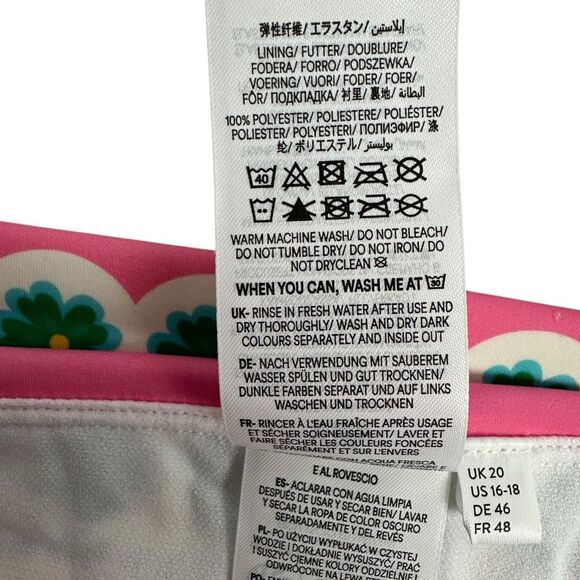 弹性纤维/ エラスタン/ إيلاستين
LINING/ FUTTER/ DOUBLURE/
FODERA/ FORRO/ PODSZEWKA/
VOERING/ VUORI/ FODER/ FOER/
FÔR/ ПОДКЛАДКА/ 衬里/ 裏地/ البطانة/
100% POLYESTER/ POLIESTERE/ POLIÉSTER/
POLIESTER/ POLYESTERI/ ПОЛИЭФИР/ 涤
纶/ ポリエステル/ بوليستر
40
WARM MACHINE WASH/ DO NOT BLEACH/
DO NOT TUMBLE DRY/ DO NOT IRON/ DO
NOT DRYCLEAN
WHEN YOU CAN, WASH ME AT 30
UK- RINSE IN FRESH WATER AFTER USE AND
DRY THOROUGHLY/ WASH AND DRY DARK
COLOURS SEPARATELY AND INSIDE OUT
DE- NACH VERWENDUNG MIT SAUBEREM
WASSER SPÜLEN UND GUT TROCKNEN/
DUNKLE FARBEN SEPARAT UND AUF LINKS
WASCHEN UND TROCKNEN
FR- RINCER À L'EAU FRAÎCHE APRÈS USAGE
ET SÉCHER SOIGNEUSEMENT/ LAVER ET
FAIRE SÉCHER LES COULEURS FONCÉES
SÉPARÉMENT ET SUR L'ENVERS
CON ACQUA FRESCA
E AL ROVESCIO
ES- ACLARAR CON AGUA LIMPIA
DESPUÉS DE USAR Y SECAR BIEN/ LAVAR
Y SECAR LA ROPA DE COLOR OSCURO
SEPARADAMENTE Y DEL REVÉS
PL- PO UŻYCIU WYPŁUKAĆ W CZYSTEJ
WODZIE I DOKŁADNIE WYSUSZYĆ/ PRAĆ
I SUSZYĆ CIEMNE KOLORY ODDZIELNIE
UK 20
US 16-18
DE 46
FR 48